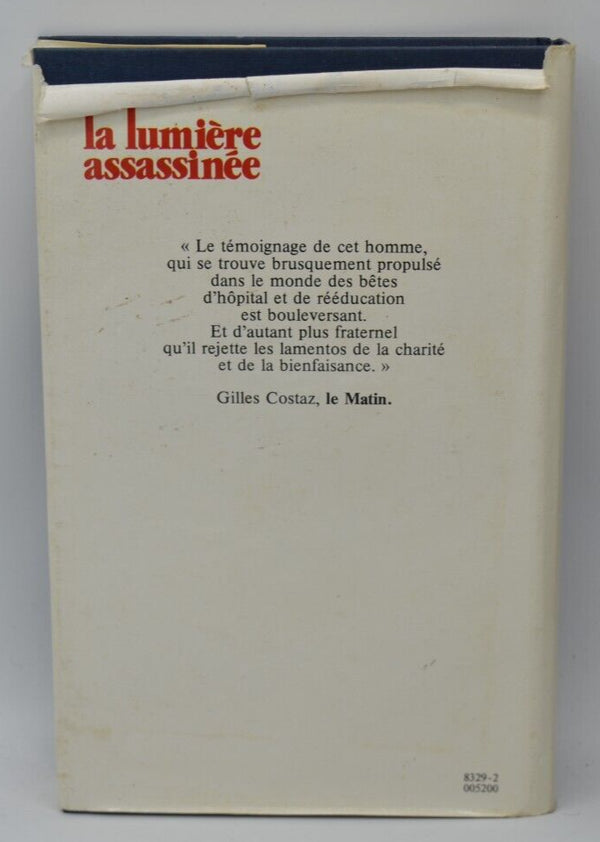 la lumière
assassinée
« Le témoignage de cet homme,
qui se trouve brusquement propulsé
dans le monde des bêtes
d'hôpital et de rééducation
est bouleversant.
Et d'autant plus fraternel
qu'il rejette les lamentos de la charité
et de la bienfaisance. »
Gilles Costaz, le Matin.
8329-2
005200